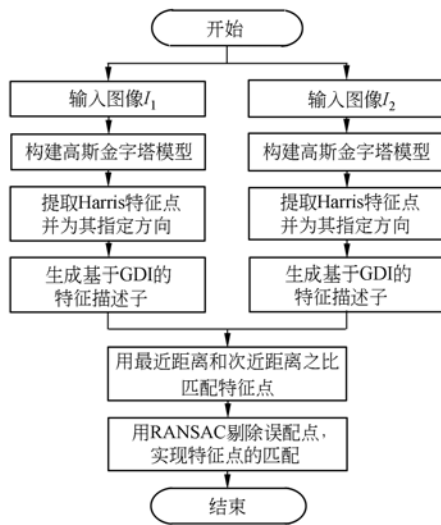 开始
输入图像I₁
输入图像I₂
构建高斯金字塔模型
构建高斯金字塔模型
提取Harris特征点
并为其指定方向
提取Harris特征点
并为其指定方向
生成基于GDI的
特征描述子
生成基于GDI的
特征描述子
用最近距离和次近距离之比
匹配特征点
用RANSAC剔除误配点，
实现特征点的匹配
结束